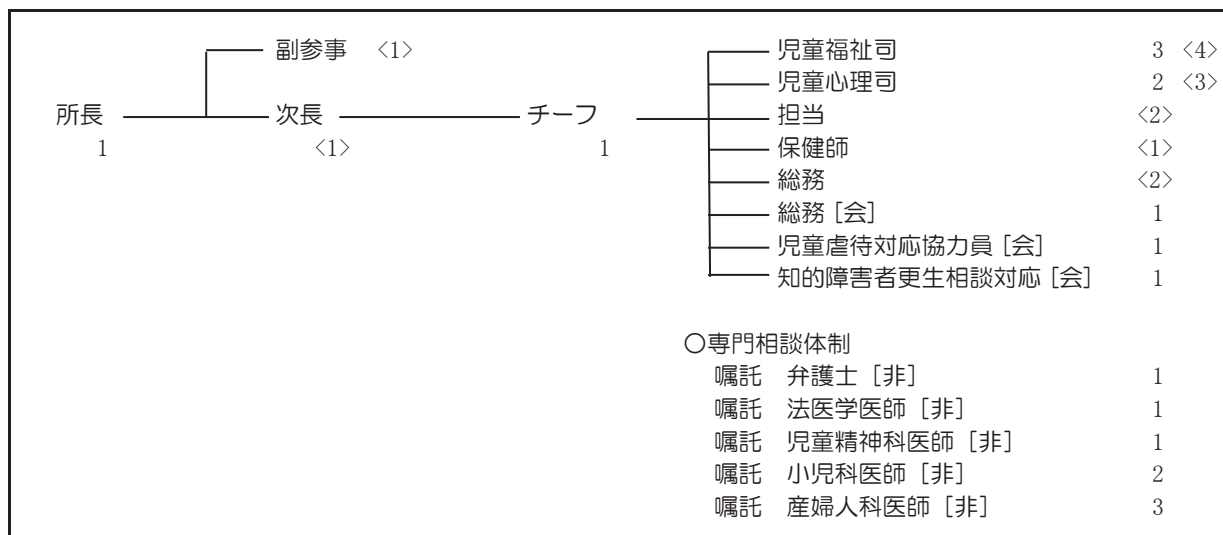 副参事 <1> 児童福祉司 3 <4>
児童心理司 2 <3>
所長 次長 チーフ 担当 <2>
1 <1> 1 保健師 <1>
総務 <2>
総務 [会] 1
児童虐待対応協力員 [会] 1
知的障害者更生相談対応 [会] 1
○専門相談体制
嘱託 弁護士 [非] 1
嘱託 法医学医師 [非] 1
嘱託 児童精神科医師 [非] 1
嘱託 小児科医師 [非] 2
嘱託 産婦人科医師 [非] 3